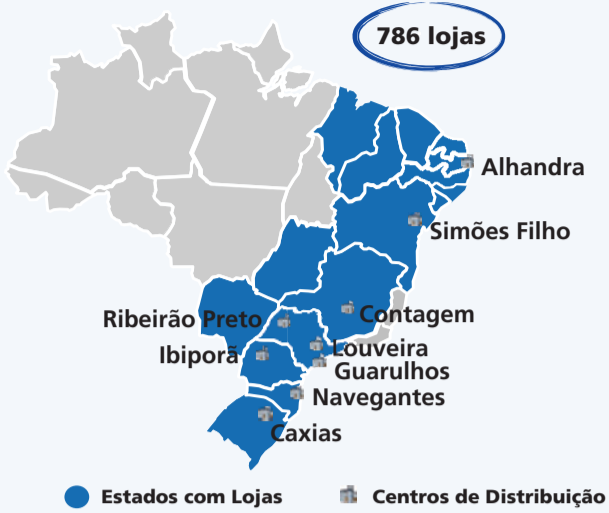 786 lojas
Alhandra
Simões Filho
Contagem
Ribeirão Preto
Louveira
Ibiporã
Guarulhos
Navegantes
Caxias
Estados com Lojas
Centros de Distribuição